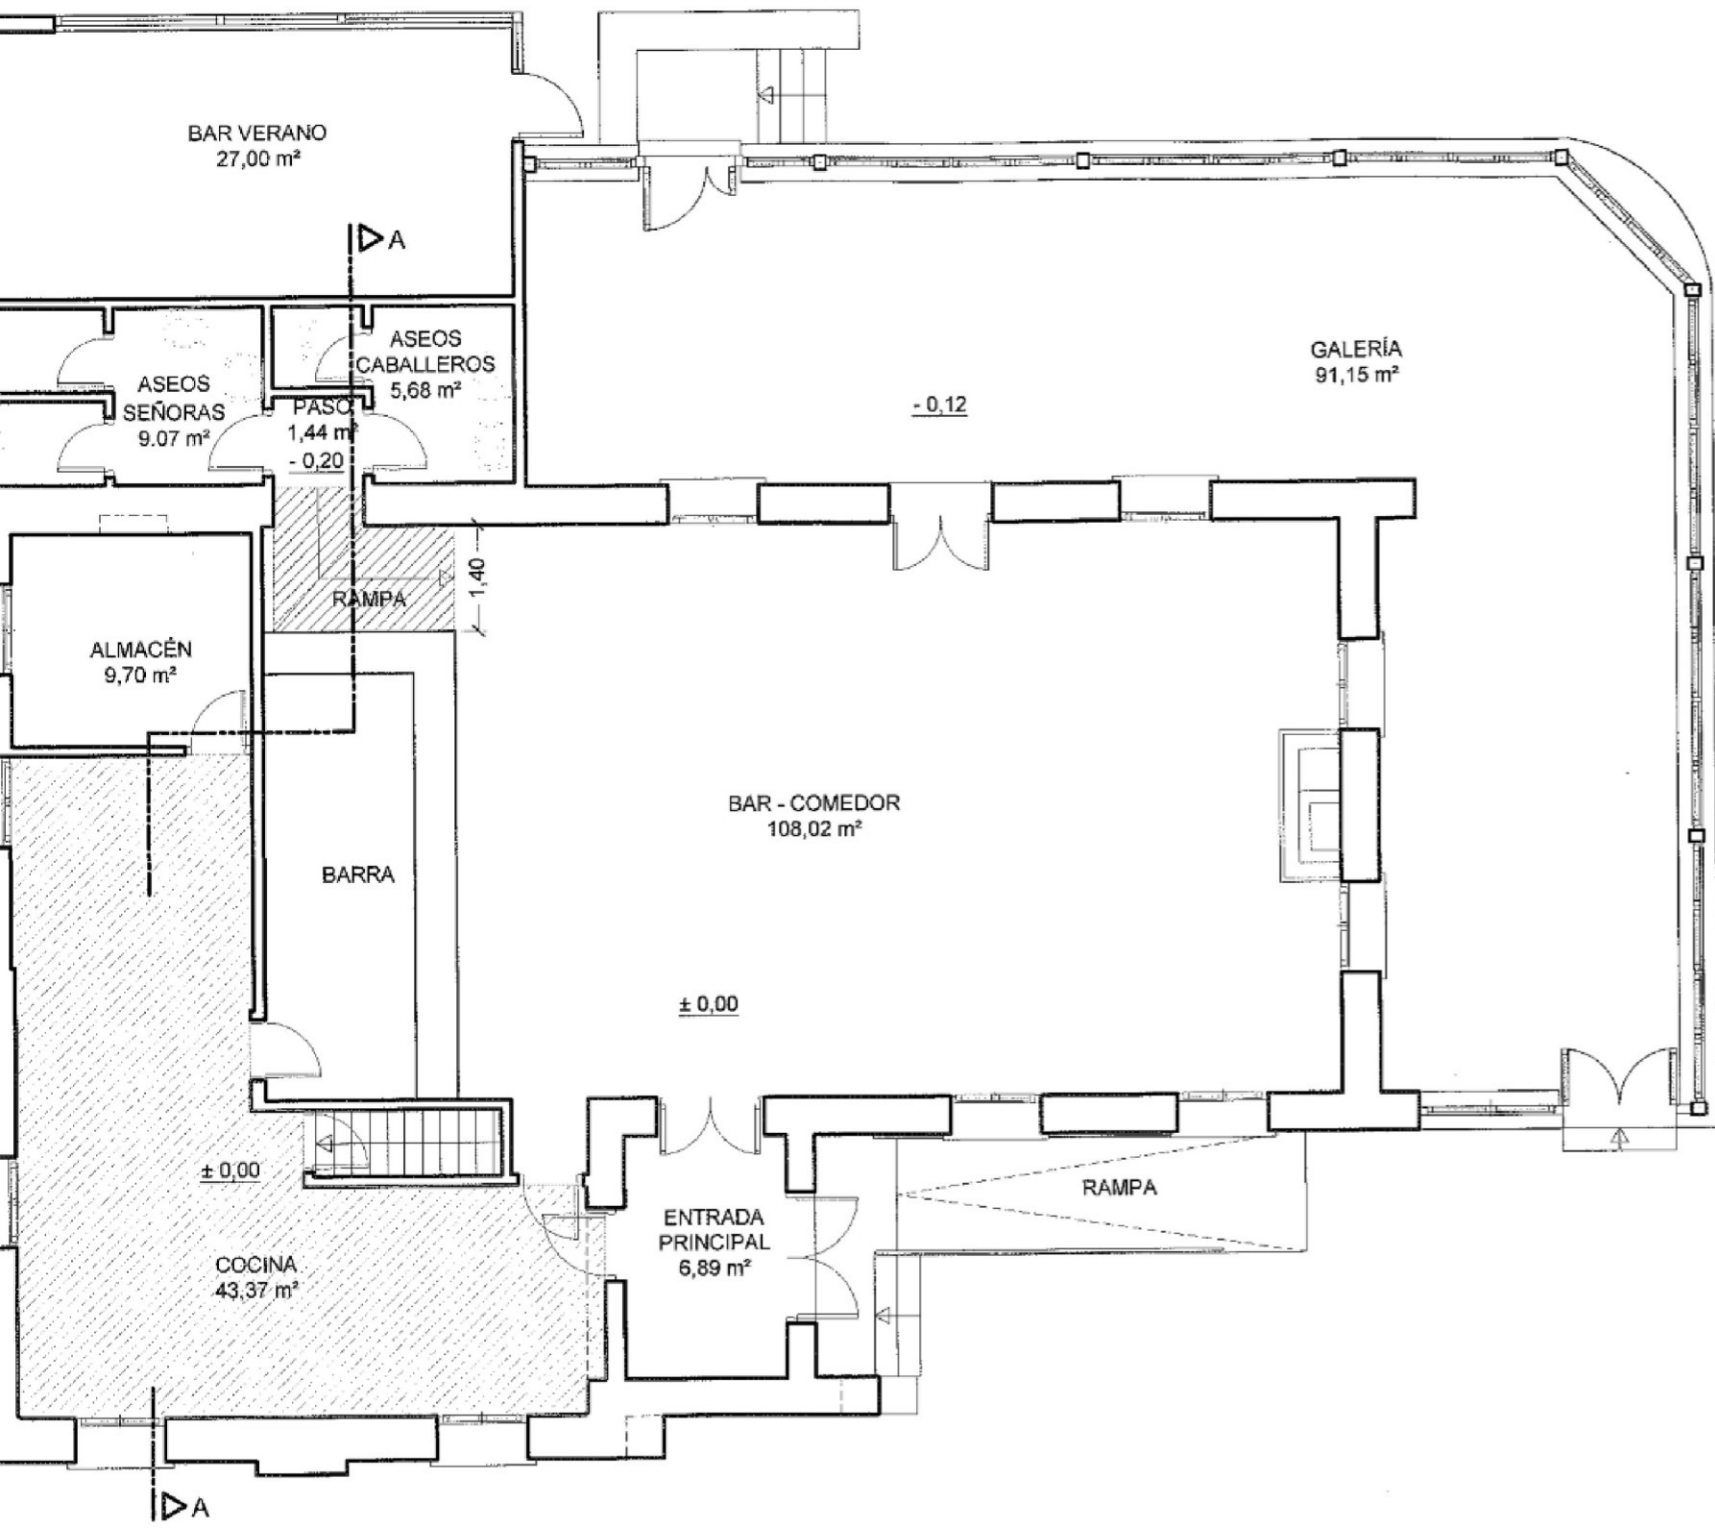 BAR VERANO
27,00 m²
A
ASEOS
CABALLEROS
5,68 m²
ASEOS
SEÑORAS
9.07 m²
PASO
1,44 m²
- 0,20
GALERÍA
91,15 m²
- 0,12
1,40
RAMPA
ALMACÉN
9,70 m²
BAR - COMEDOR
108,02 m²
BARRA
± 0,00
± 0,00
RAMPA
ENTRADA
PRINCIPAL
6,89 m²
COCINA
43,37 m²
A